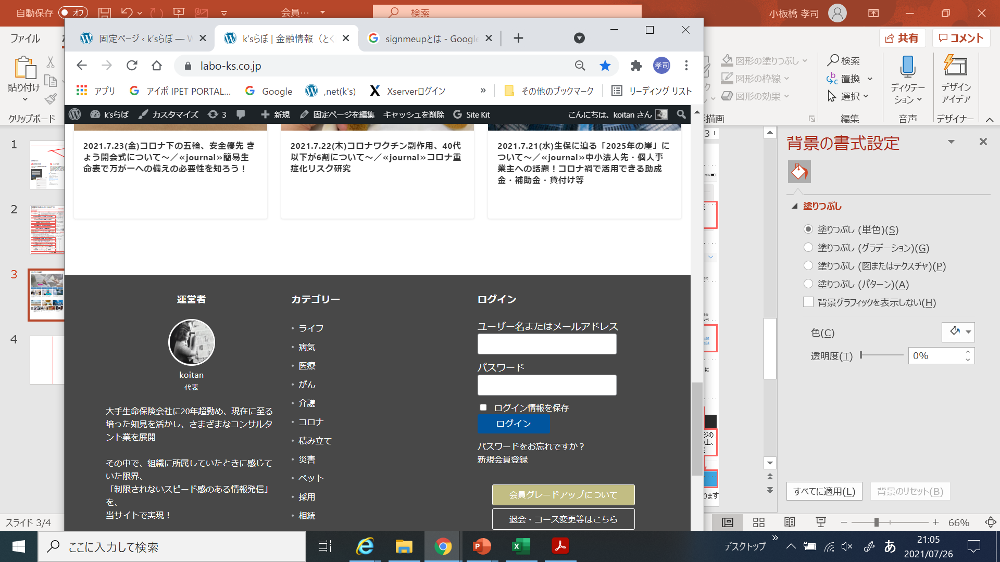 自動保存 オフ
会員…
検索
小板橋 孝司
ファイル
共有
コメント
貼り付け
クリップボード
図形の塗りつぶし
図形の枠線
図形の効果
検索
置換
選択
編集
ディクテー
ション
音声
デザイン
アイデア
デザイナー
固定ページ ‹ k’sらぼ —
k’sらぼ | 金融情報（とく
signmeupとは - Google
labo-ks.co.jp
孝司
アプリ
アイポ IPET PORTAL...
Google
,net(k's)
Xserverログイン
»
その他のブックマーク
リーディング リスト
k’sらぼ
カスタマイズ
3
新規
固定ページを編集
キャッシュを削除
Site Kit
こんにちは、koitan さん
2021.7.23(金)コロナ下の五輪、安全優先 き
ょう開会式について～／≪journal≫簡易生
命表で万が一への備えの必要性を知ろう！
2021.7.22(木)コロナワクチン副作用、40代
以下が6割について～／≪journal≫コロナ重
症化リスク研究
2021.7.21(水)生保に迫る「2025年の崖」に
ついて～／≪journal≫中小法人先・個人事
業主への話題！コロナ禍で活用できる助成
金・補助金・貸付け等
運営者
koitan
代表
大手生命保険会社に20年超勤め、現在に至る
培った知見を活かし、さまざまなコンサルタ
ント業を展開
その中で、組織に所属していたときに感じて
いた限界、
「制限されないスピード感のある情報発信」
を、
当サイトで実現！
カテゴリー
・ライフ
・病気
・医療
・がん
・介護
・コロナ
・積み立て
・災害
・ペット
・採用
・相続
ログイン
ユーザー名またはメールアドレス
パスワード
ログイン情報を保存
ログイン
パスワードをお忘れですか？
新規会員登録
会員グレードアップについて
退会・コース変更等はこちら
1
2
3
4
背景の書式設定
塗りつぶし
塗りつぶし (単色)(S)
塗りつぶし (グラデーション)(G)
塗りつぶし (図またはテクスチャ)(P)
塗りつぶし (パターン)(A)
背景グラフィックを表示しない(H)
色(C)
透明度(T)
0%
すべてに適用(L)
背景のリセット(B)
スライド 3/4
66%
ここに入力して検索
デスクトップ
»
あ
21:05
2021/07/26